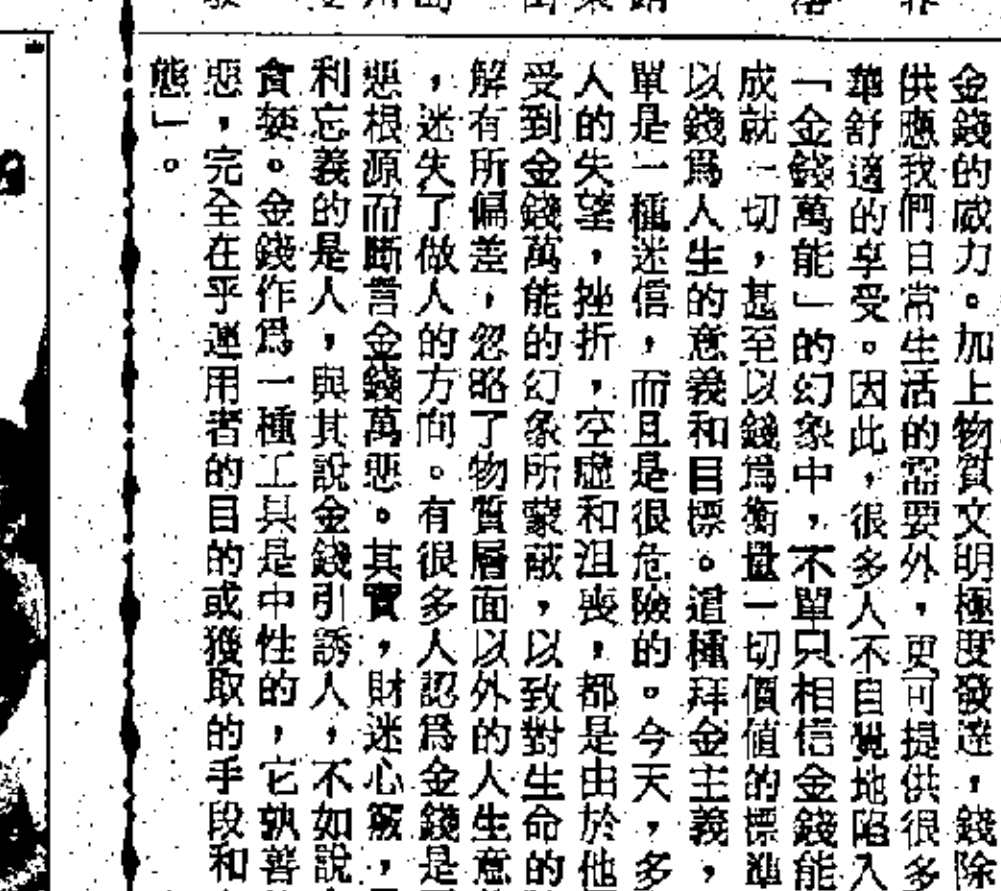 金錢的威力。加上物質文明極度發達，錢除
供應我們日常生活的需要外，更可提供很多
華舒適的享受。因此，很多人不自覺地陷入
「金錢萬能」的幻象中，不單只相信金錢能
成就一切，甚至以錢爲衡量一切價值的標準
以錢爲人生的意義和目標。這種拜金主義，
單是一種迷信，而且是很危險的。今天，多
人的失望，挫折，空虛和沮喪，都是由於他
受到金錢萬能的幻象所蒙蔽，以致對生命的
解有所偏差，忽略了物質層面以外的人生意
，迷失了做人的方向。有很多人認爲金錢是
惡根源而斷言金錢萬惡。其實，財迷心竅，
利忘義的是人，與其說金錢引誘人，不如說
貪婪。金錢作爲一種工具是中性的，它孰善
惡，完全在乎運用者的目的或獲取的手段和
態」。